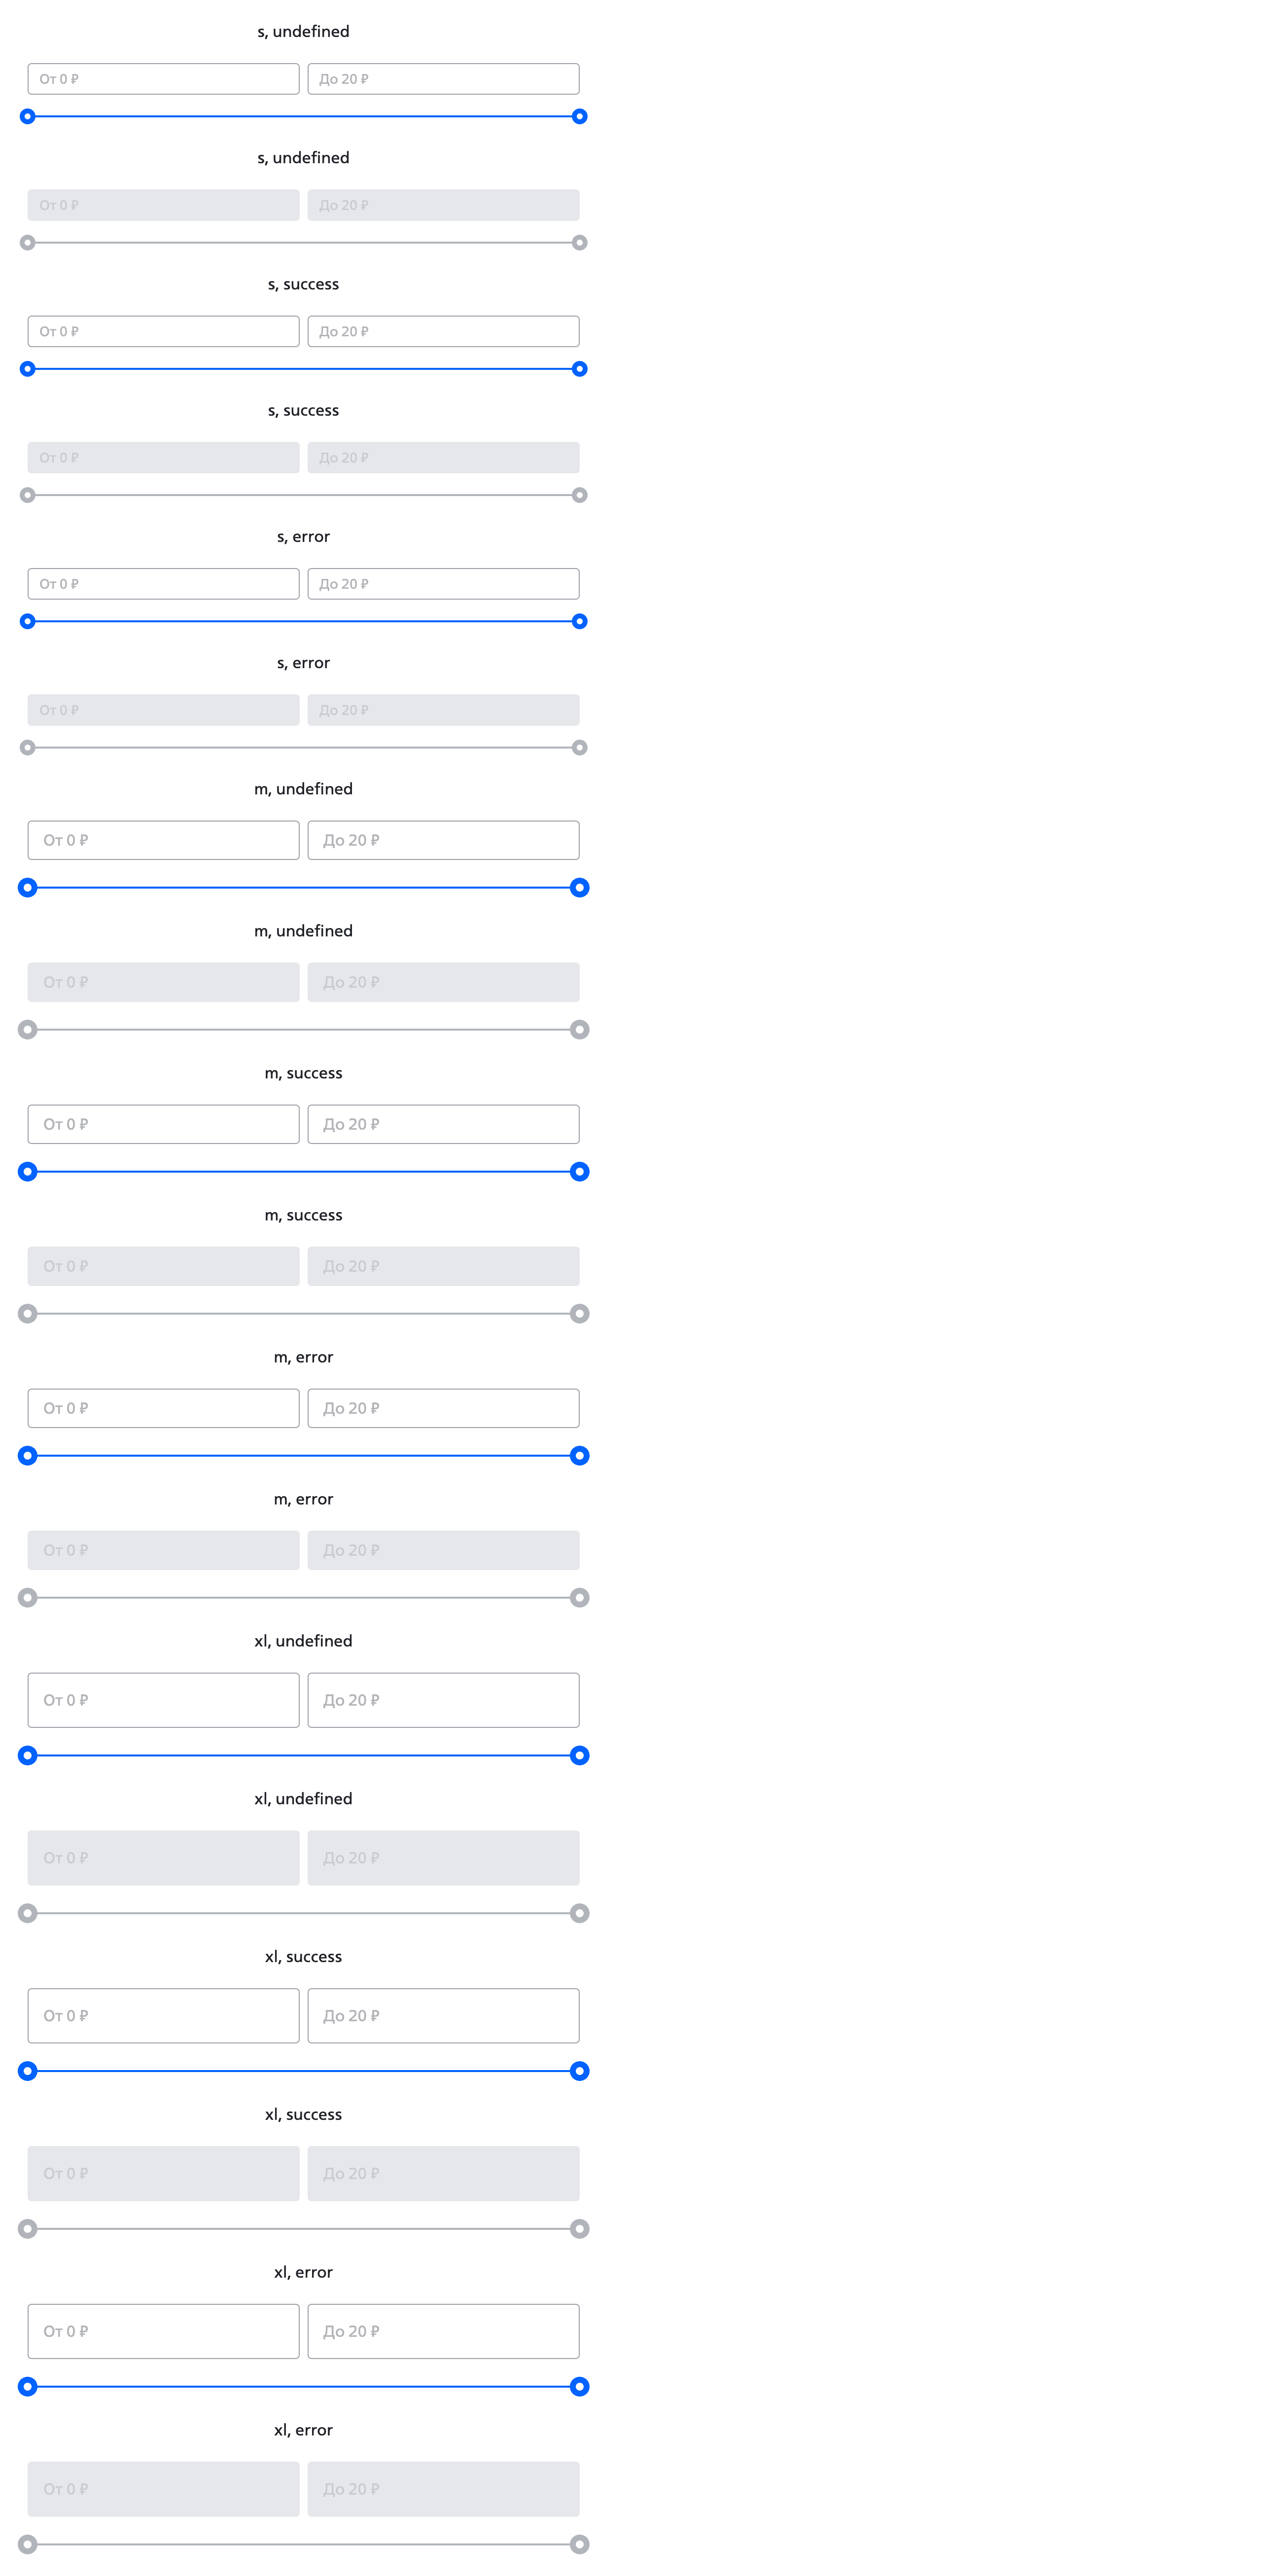 s, undefined
От 0 ₽ До 20 ₽
s, undefined
От 0 ₽ До 20 ₽
s, success
От 0 ₽ До 20 ₽
s, success
От 0 ₽ До 20 ₽
s, error
От 0 ₽ До 20 ₽
s, error
От 0 ₽ До 20 ₽
m, undefined
От 0 ₽ До 20 ₽
m, undefined
От 0 ₽ До 20 ₽
m, success
От 0 ₽ До 20 ₽
m, success
От 0 ₽ До 20 ₽
m, error
От 0 ₽ До 20 ₽
m, error
От 0 ₽ До 20 ₽
xl, undefined
От 0 ₽ До 20 ₽
xl, undefined
От 0 ₽ До 20 ₽
xl, success
От 0 ₽ До 20 ₽
xl, success
От 0 ₽ До 20 ₽
xl, error
От 0 ₽ До 20 ₽
xl, error
От 0 ₽ До 20 ₽